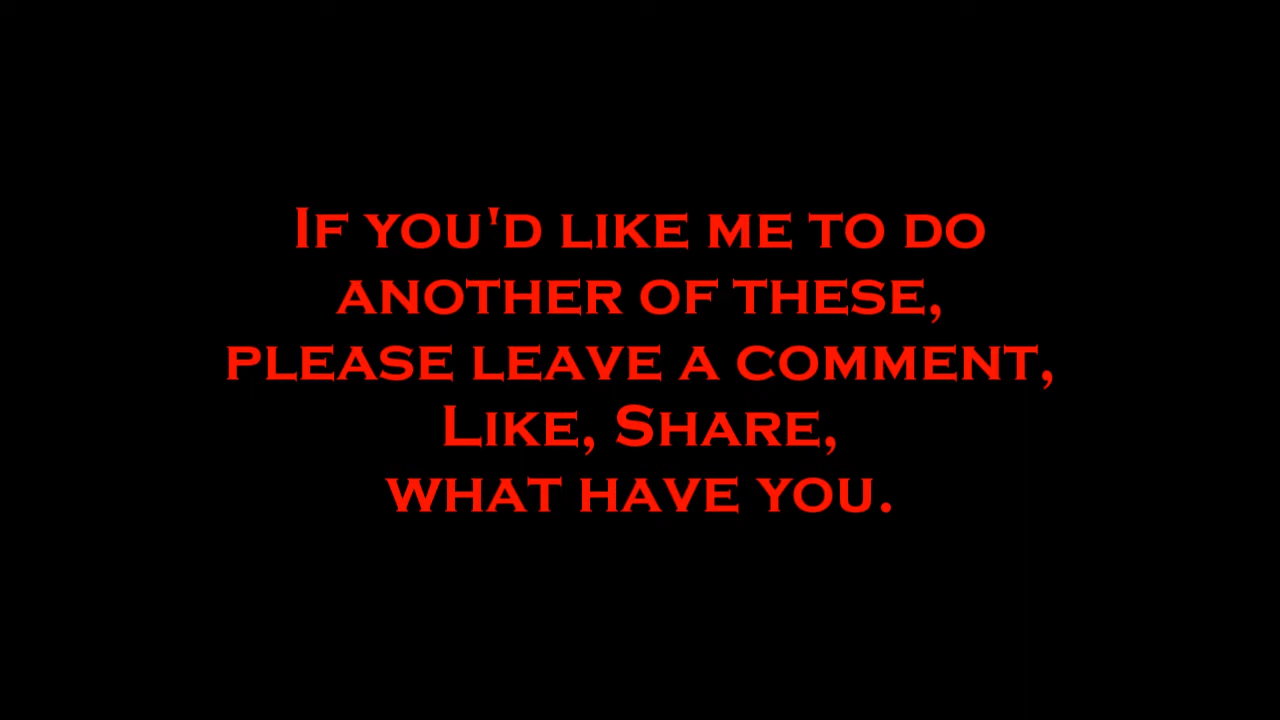 If you'd like me to do
another of these,
please leave a comment,
Like, Share,
what have you.